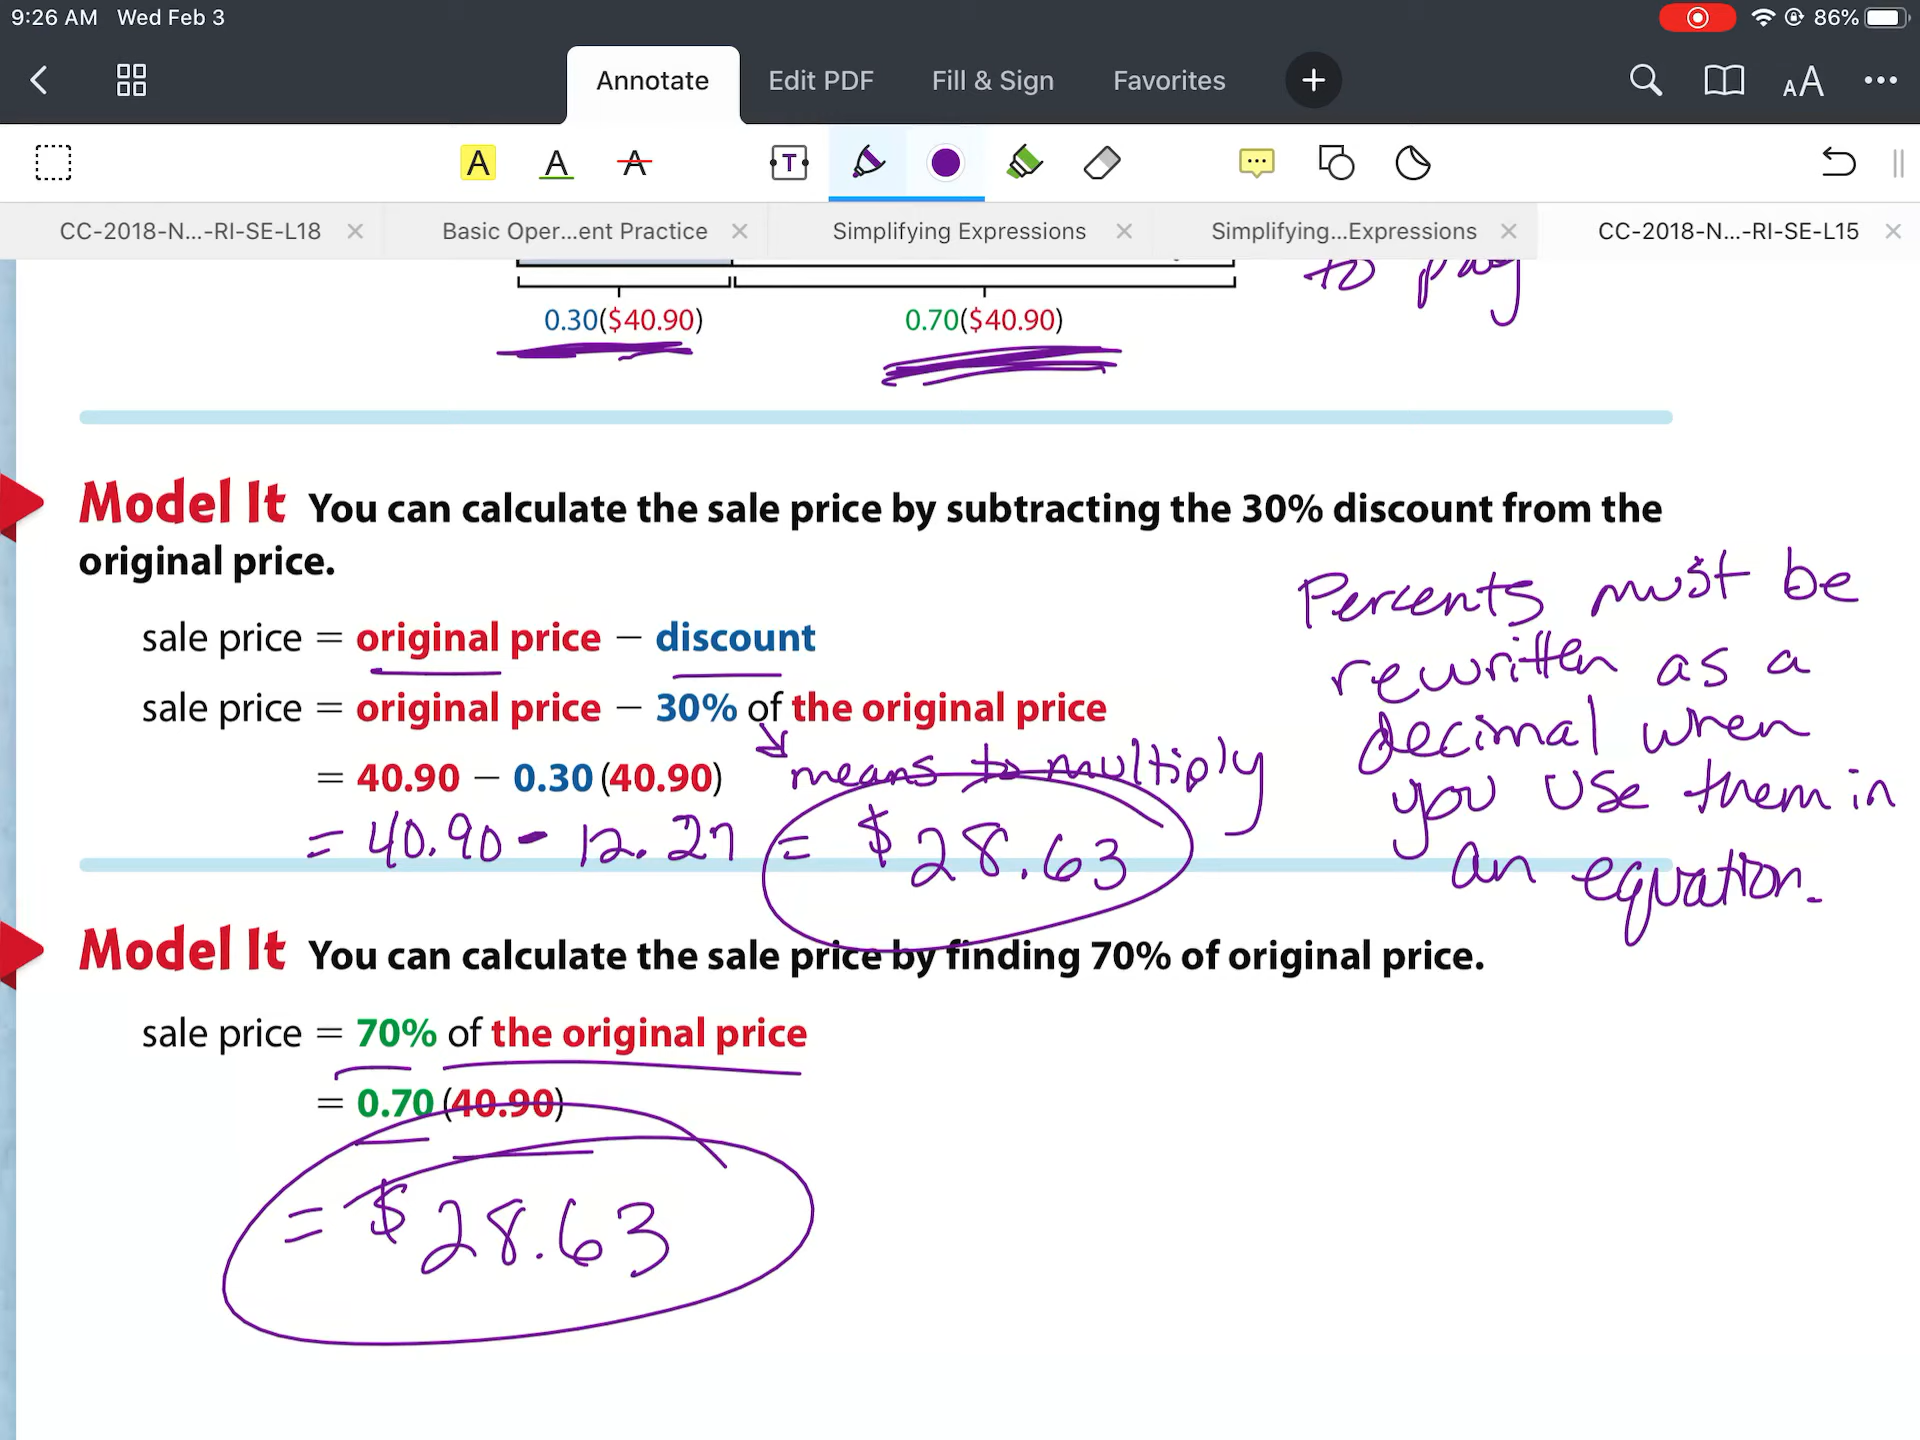 9:26 AM Wed Feb 3
86%
Annotate Edit PDF Fill & Sign Favorites
AA
A A A T
CC-2018-N...-RI-SE-L18 Basic Oper...ent Practice Simplifying Expressions Simplifying...Expressions CC-2018-N...-RI-SE-L15
to pay
0.30($40.90) 0.70($40.90)
Model It You can calculate the sale price by subtracting the 30% discount from the
original price.
sale price = original price − discount
sale price = original price − 30% of the original price
= 40.90 − 0.30 (40.90)
means to multiply
= 40.90 - 12.27 = $28.63
Percents must be
rewritten as a
decimal when
you use them in
an equation.
Model It You can calculate the sale price by finding 70% of original price.
sale price = 70% of the original price
= 0.70 (40.90)
= $28.63